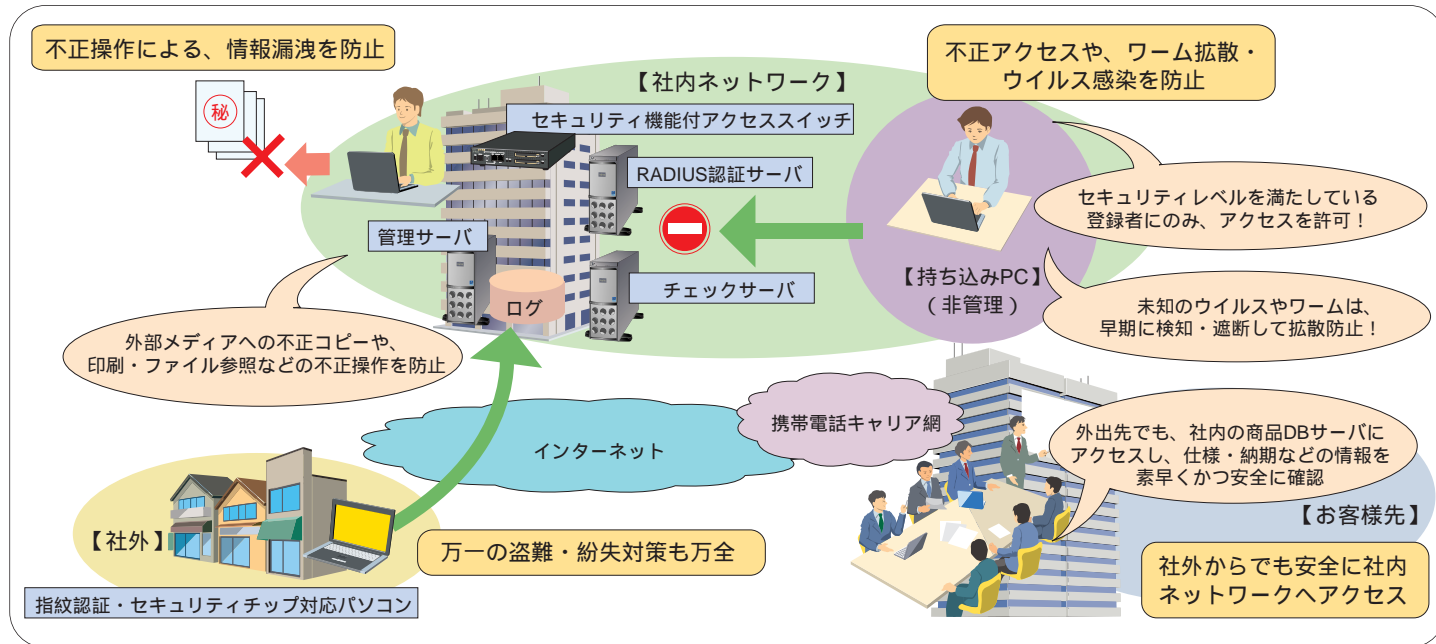 不正操作による、情報漏洩を防止
秘
【社内ネットワーク】
不正アクセスや、ワーム拡散・
ウイルス感染を防止
セキュリティ機能付アクセススイッチ
RADIUS認証サーバ
管理サーバ
チェックサーバ
ログ
セキュリティレベルを満たしている
登録者にのみ、アクセスを許可！
【持ち込みPC】
（非管理）
未知のウイルスやワームは、
早期に検知・遮断して拡散防止！
外部メディアへの不正コピーや、
印刷・ファイル参照などの不正操作を防止
インターネット
携帯電話キャリア網
外出先でも、社内の商品DBサーバに
アクセスし、仕様・納期などの情報を
素早くかつ安全に確認
【お客様先】
【社外】
万一の盗難・紛失対策も万全
社外からでも安全に社内
ネットワークへアクセス
指紋認証・セキュリティチップ対応パソコン